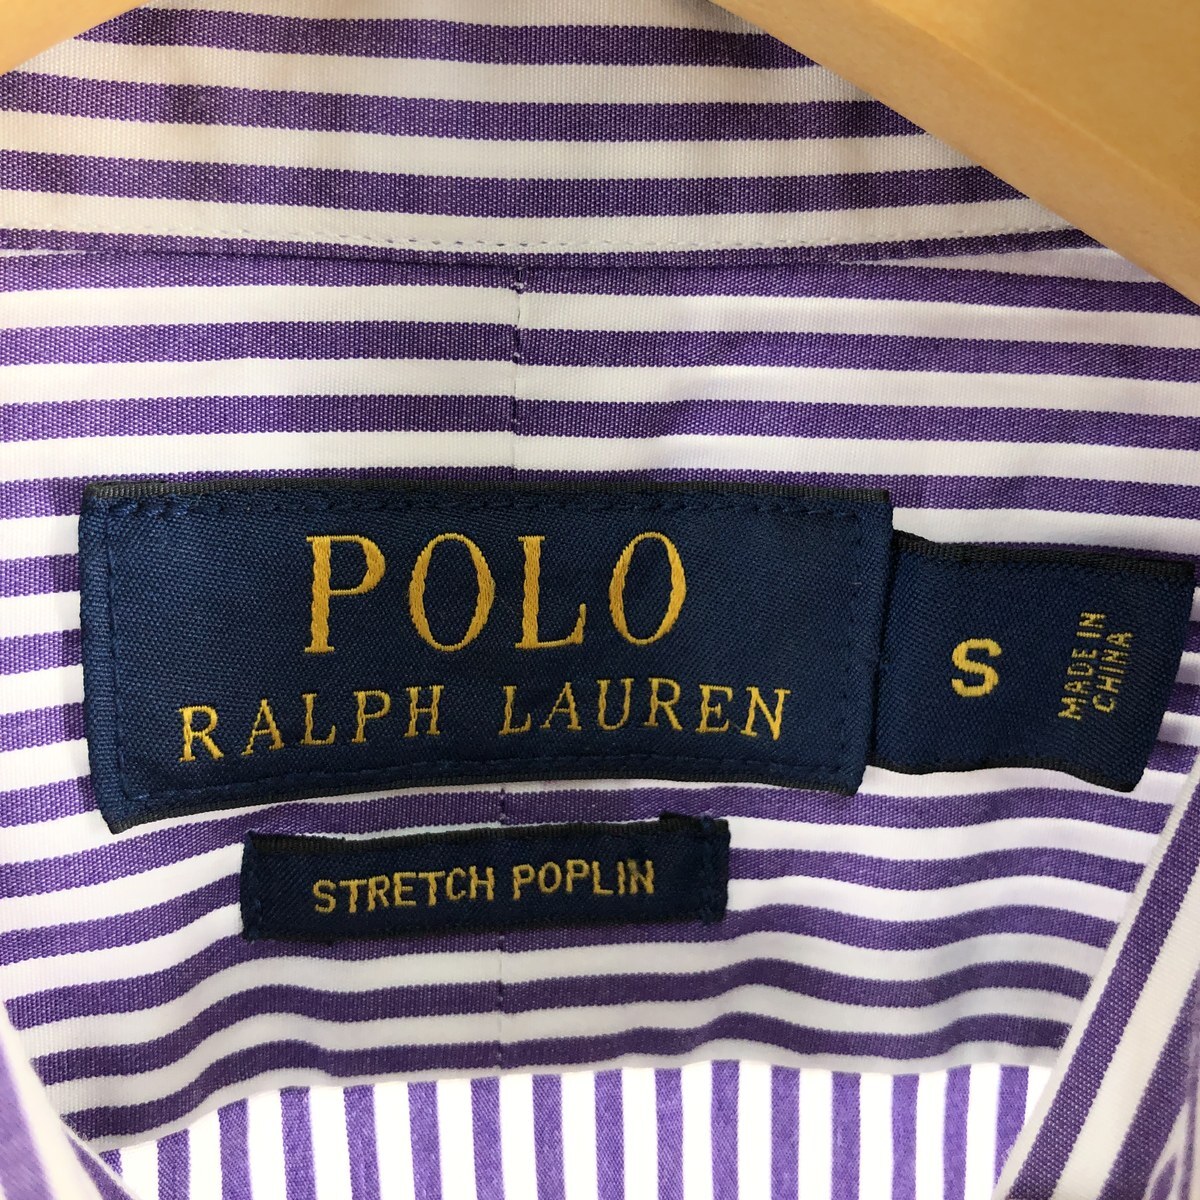 POLO
RALPH LAUREN
S
MADE IN
CHINA
STRETCH POPLIN